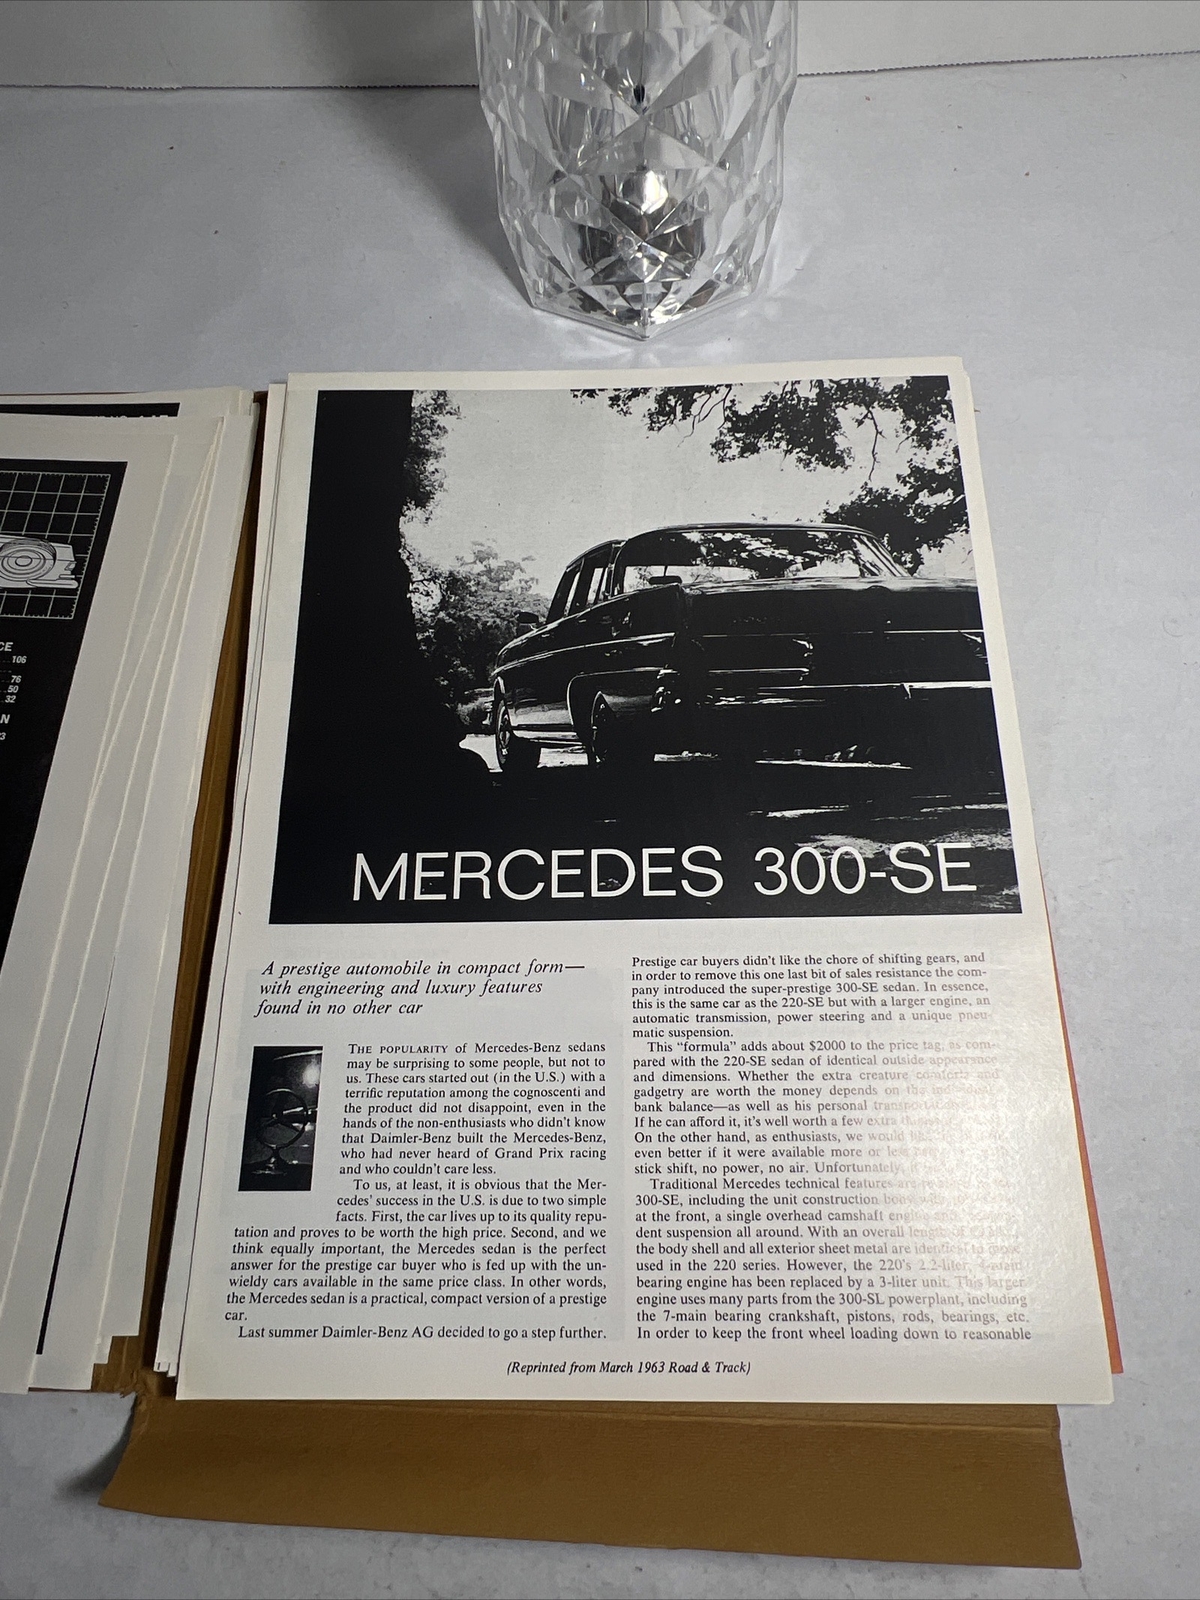 CE
106
76
50
32
N
3
MERCEDES 300-SE
A prestige automobile in compact form—
with engineering and luxury features
found in no other car
THE POPULARITY of Mercedes-Benz sedans
may be surprising to some people, but not to
us. These cars started out (in the U.S.) with a
terrific reputation among the cognoscenti and
the product did not disappoint, even in the
hands of the non-enthusiasts who didn't know
that Daimler-Benz built the Mercedes-Benz,
who had never heard of Grand Prix racing
and who couldn't care less.
To us, at least, it is obvious that the Mer-
cedes' success in the U.S. is due to two simple
facts. First, the car lives up to its quality repu-
tation and proves to be worth the high price. Second, and we
think equally important, the Mercedes sedan is the perfect
answer for the prestige car buyer who is fed up with the un-
wieldy cars available in the same price class. In other words,
the Mercedes sedan is a practical, compact version of a prestige
car.
Last summer Daimler-Benz AG decided to go a step further.
Prestige car buyers didn't like the chore of shifting gears, and
in order to remove this one last bit of sales resistance the com-
pany introduced the super-prestige 300-SE sedan. In essence,
this is the same car as the 220-SE but with a larger engine, an
automatic transmission, power steering and a unique pneu-
matic suspension.
This "formula" adds about $2000 to the price tag, as com-
pared with the 220-SE sedan of identical outside appearance
and dimensions. Whether the extra creature comforts and
gadgetry are worth the money depends on the individual
bank balance—as well as his personal
If he can afford it, it's well worth a few extra
On the other hand, as enthusiasts, we would
even better if it were available more or less
stick shift, no power, no air. Unfortunately,
Traditional Mercedes technical features are
300-SE, including the unit construction body
at the front, a single overhead camshaft engine
dent suspension all around. With an overall length of
the body shell and all exterior sheet metal are identical to
used in the 220 series. However, the 220's 2.2-liter, 4-main
bearing engine has been replaced by a 3-liter unit. This larger
engine uses many parts from the 300-SL powerplant, including
the 7-main bearing crankshaft, pistons, rods, bearings, etc.
In order to keep the front wheel loading down to reasonable
(Reprinted from March 1963 Road & Track)